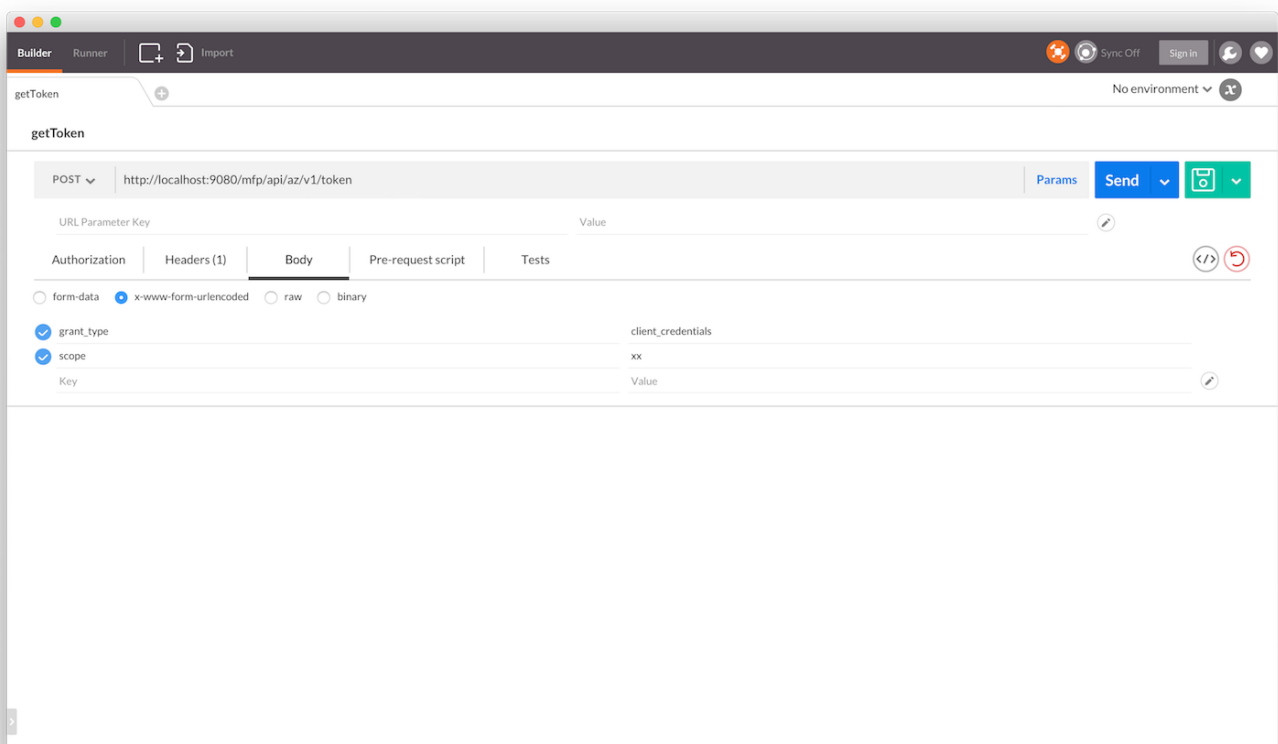 Builder Runner Import Sync Off Sign in
getToken No environment
getToken
POST http://localhost:9080/mfp/api/az/v1/token Params Send
URL Parameter Key Value
Authorization Headers (1) Body Pre-request script Tests
form-data x-www-form-urlencoded raw binary
grant_type client_credentials
scope xx
Key Value